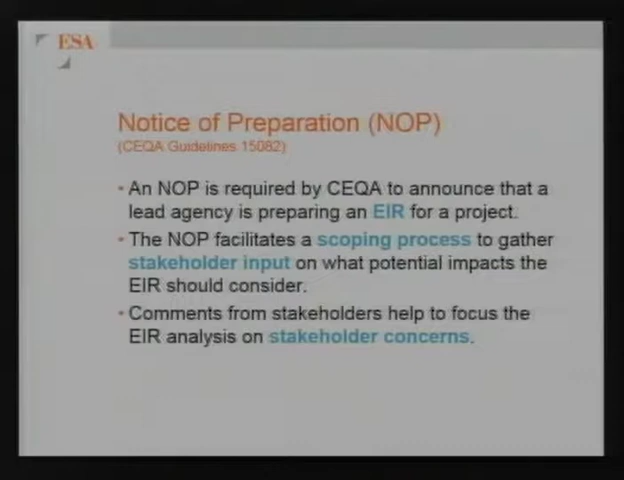 ESA
Notice of Preparation (NOP)
(CEQA Guidelines 15082)
• An NOP is required by CEQA to announce that a
lead agency is preparing an EIR for a project.
• The NOP facilitates a scoping process to gather
stakeholder input on what potential impacts the
EIR should consider.
• Comments from stakeholders help to focus the
EIR analysis on stakeholder concerns.